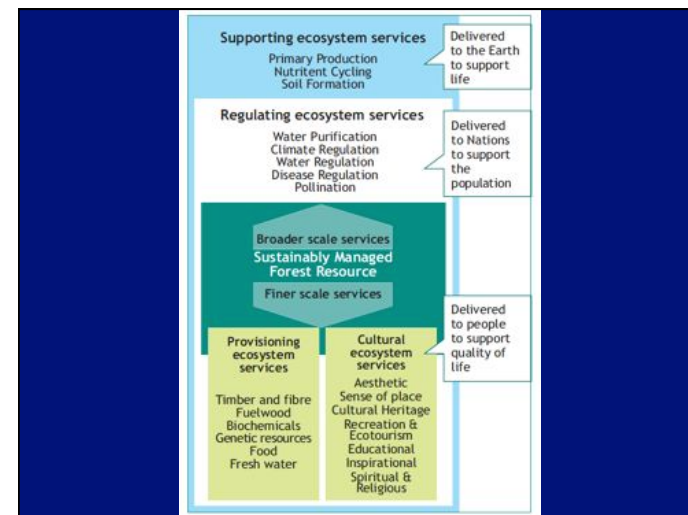 Supporting ecosystem services
Primary Production
Nutritent Cycling
Soil Formation
Delivered
to the Earth
to support
life
Regulating ecosystem services
Water Purification
Climate Regulation
Water Regulation
Disease Regulation
Pollination
Delivered
to Nations
to support
the
population
Broader scale services
Sustainably Managed
Forest Resource
Finer scale services
Delivered
to people
to support
quality of
life
Provisioning
ecosystem
services
Timber and fibre
Fuelwood
Biochemicals
Genetic resources
Food
Fresh water
Cultural
ecosystem
services
Aesthetic
Sense of place
Cultural Heritage
Recreation &
Ecotourism
Educational
Inspirational
Spiritual &
Religious